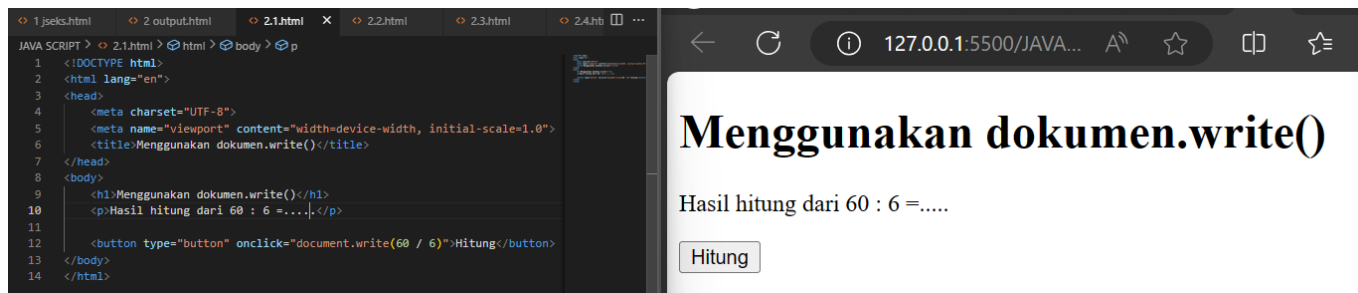 1 jseks.html 2 output.html 2.1.html 2.2.html 2.3.html 2.4.ht
JAVA SCRIPT > 2.1.html > html > body > p
1 <!DOCTYPE html>
2 <html lang="en">
3 <head>
4 <meta charset="UTF-8">
5 <meta name="viewport" content="width=device-width, initial-scale=1.0">
6 <title>Menggunakan dokumen.write()</title>
7 </head>
8 <body>
9 <h1>Menggunakan dokumen.write()</h1>
10 <p>Hasil hitung dari 60 : 6 =.....</p>
11
12 <button type="button" onclick="document.write(60 / 6)">Hitung</button>
13 </body>
14 </html>
127.0.0.1:5500/JAVA...
Menggunakan dokumen.write()
Hasil hitung dari 60 : 6 =.....
Hitung